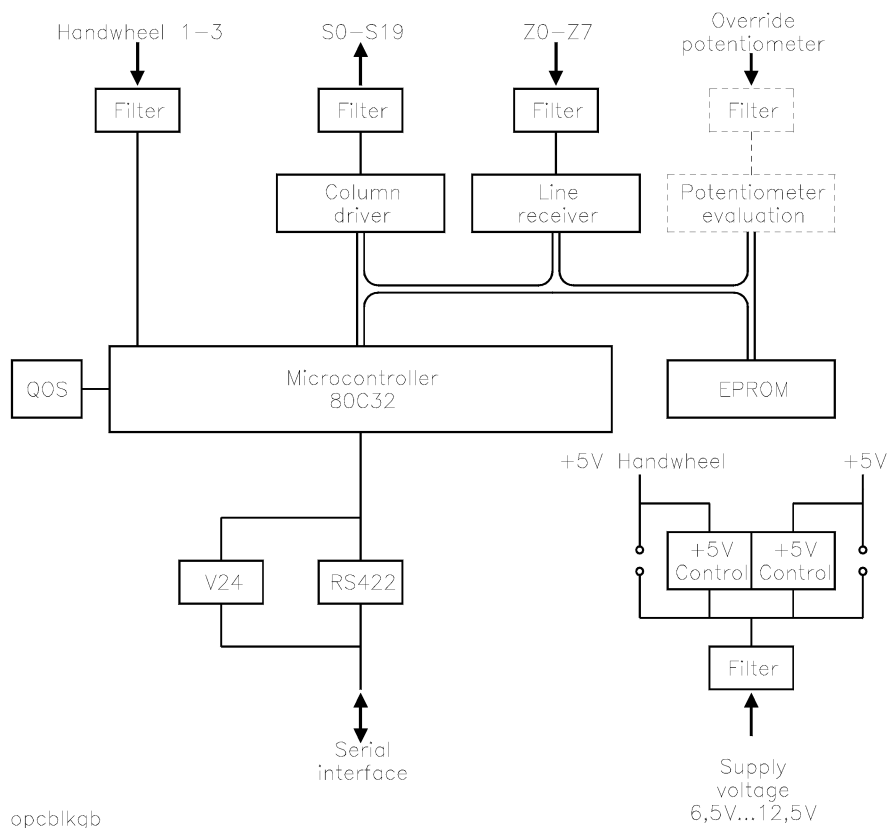 Handwheel 1-3
S0-S19
Z0-Z7
Override
potentiometer
Filter
Filter
Filter
Filter
Column
driver
Line
receiver
Potentiometer
evaluation
QOS
Microcontroller
80C32
EPROM
+5V Handwheel
+5V
+5V
Control
+5V
Control
V24
RS422
Filter
Serial
interface
Supply
voltage
6,5V...12,5V
opcblkgb